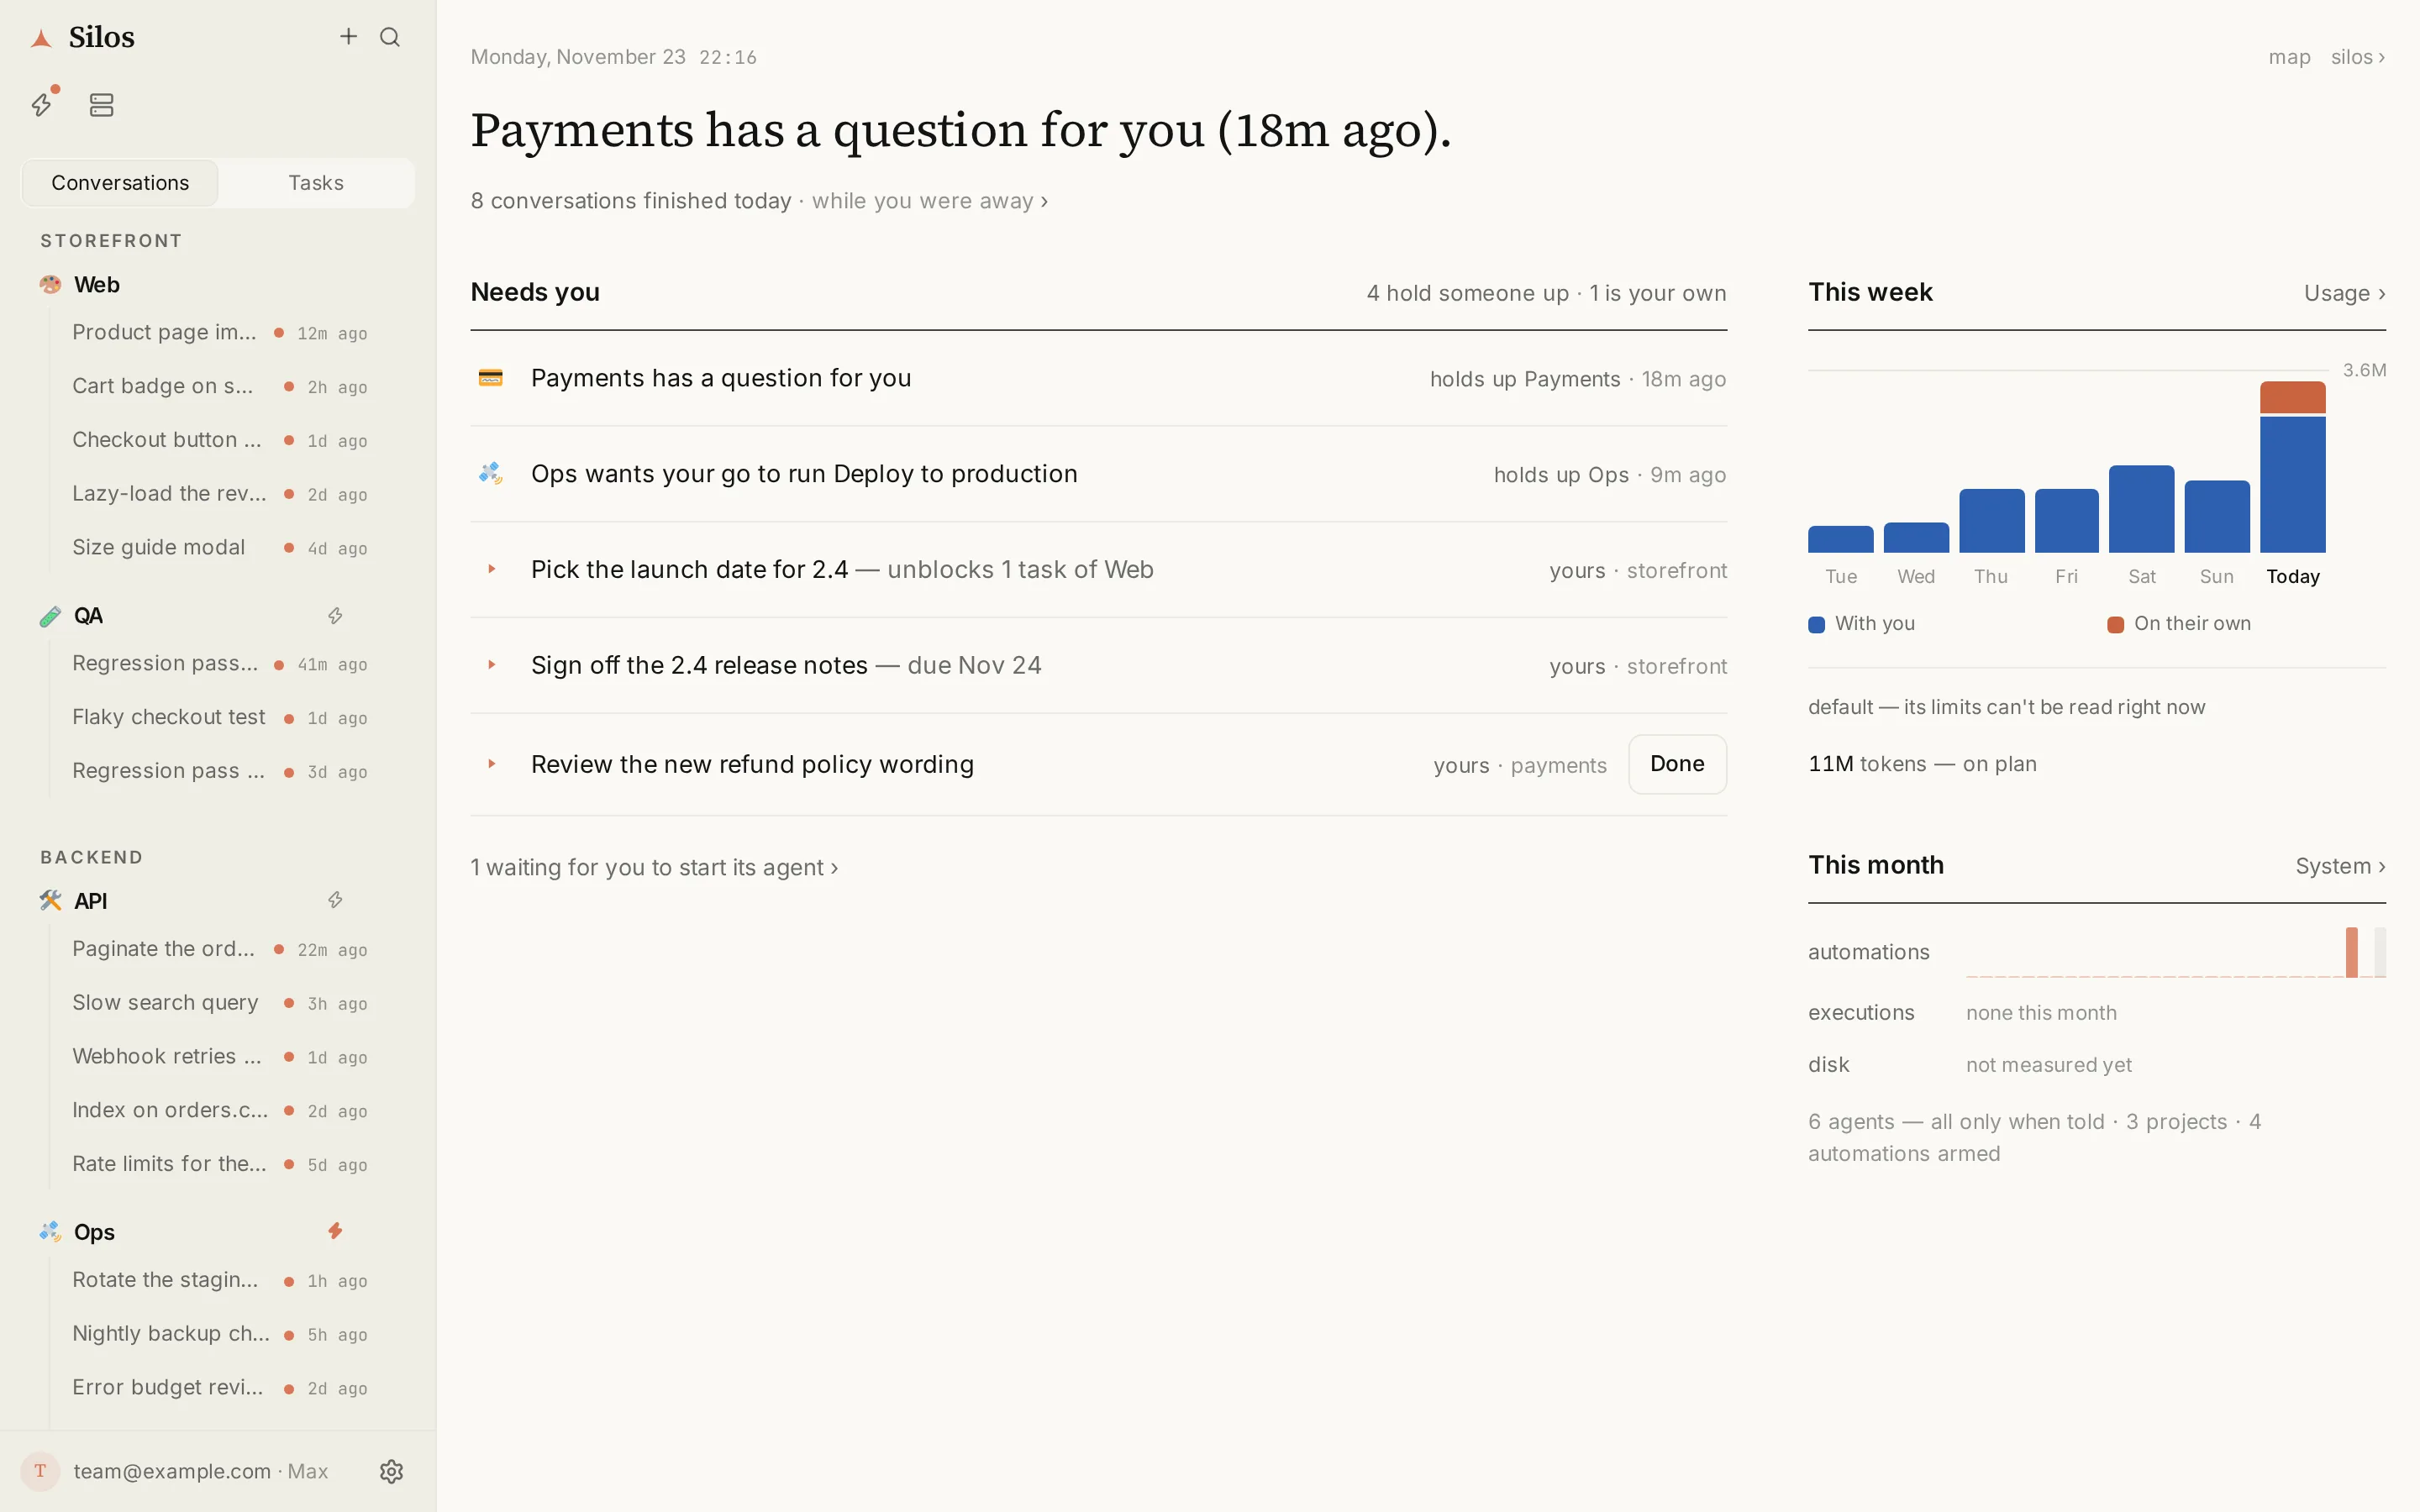 Silos
Conversations
Tasks
STOREFRONT
Web
Product page im... 12m ago
Cart badge on s... 2h ago
Checkout button ... 1d ago
Lazy-load the rev... 2d ago
Size guide modal 4d ago
QA
Regression pass... 41m ago
Flaky checkout test 1d ago
Regression pass ... 3d ago
BACKEND
API
Paginate the ord... 22m ago
Slow search query 3h ago
Webhook retries ... 1d ago
Index on orders.c... 2d ago
Rate limits for the... 5d ago
Ops
Rotate the stagin... 1h ago
Nightly backup ch... 5h ago
Error budget revi... 2d ago
T team@example.com · Max
Monday, November 23 22:16
map silos ›
Payments has a question for you (18m ago).
8 conversations finished today · while you were away ›
Needs you 4 hold someone up · 1 is your own
Payments has a question for you holds up Payments · 18m ago
Ops wants your go to run Deploy to production holds up Ops · 9m ago
Pick the launch date for 2.4 — unblocks 1 task of Web yours · storefront
Sign off the 2.4 release notes — due Nov 24 yours · storefront
Review the new refund policy wording yours · payments Done
1 waiting for you to start its agent ›
This week Usage ›
3.6M
Tue Wed Thu Fri Sat Sun Today
With you On their own
default — its limits can't be read right now
11M tokens — on plan
This month System ›
automations
executions none this month
disk not measured yet
6 agents — all only when told · 3 projects · 4
automations armed